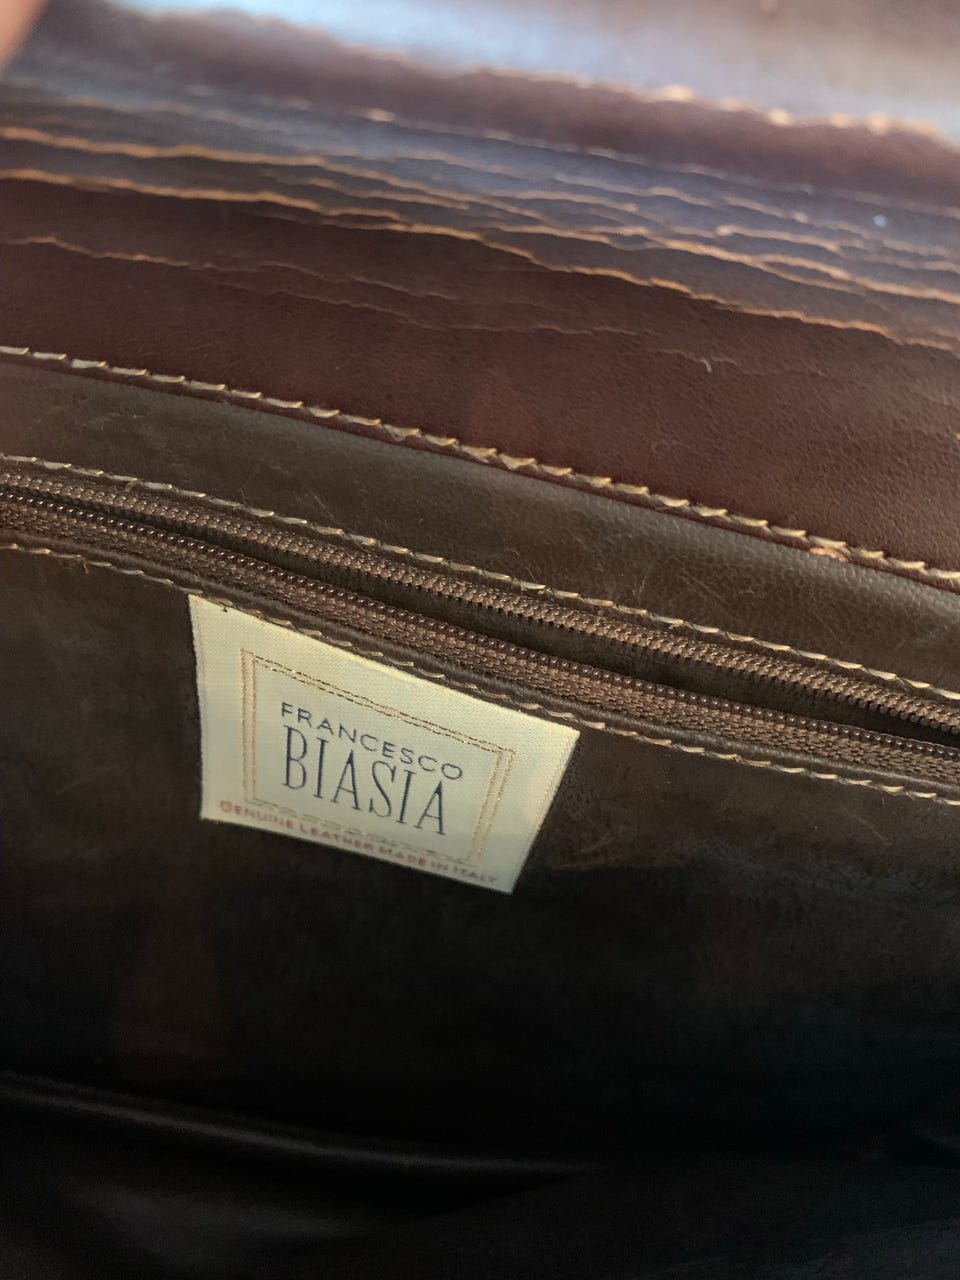 FRANCESCO
BIASIA
GENUINE LEATHER MADE IN ITALY